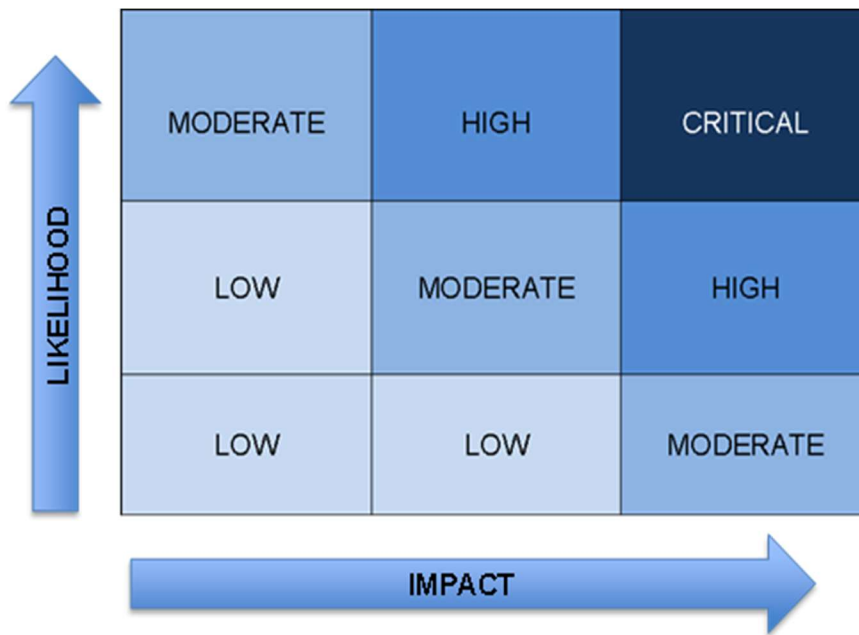 MODERATE HIGH CRITICAL
LIKELIHOOD
LOW MODERATE HIGH
LOW LOW MODERATE
IMPACT